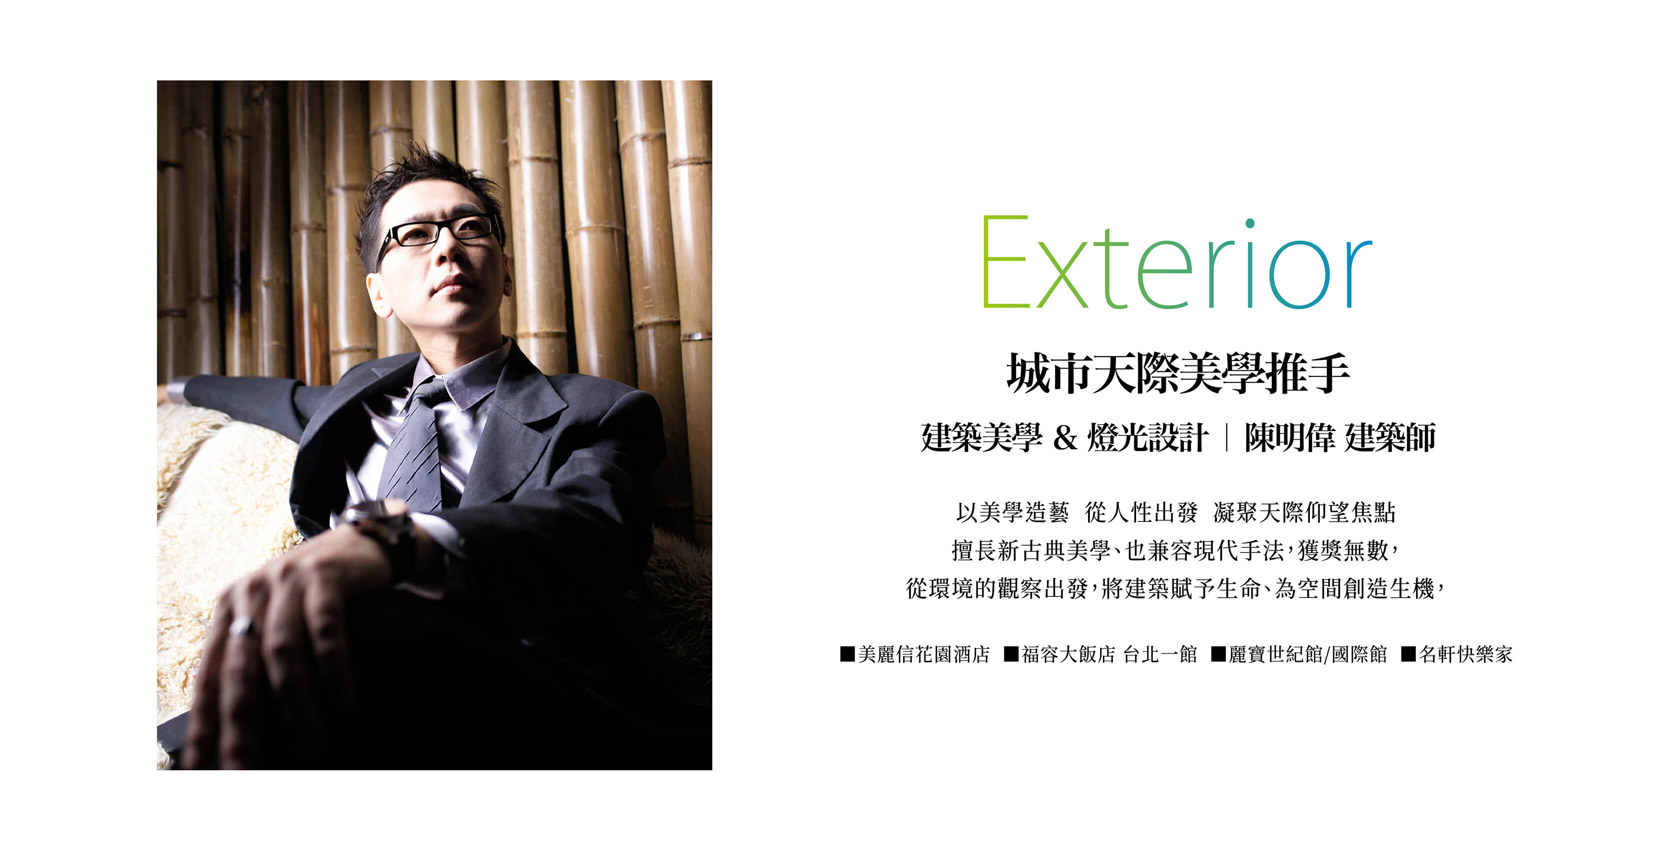 Exterior
城市天際美學推手
建築美學 & 燈光設計｜陳明偉 建築師
以美學造藝 從人性出發 凝聚天際仰望焦點
擅長新古典美學、也兼容現代手法，獲獎無數，
從環境的觀察出發，將建築賦予生命、為空間創造生機，
■美麗信花園酒店 ■福容大飯店 台北一館 ■麗寶世紀館/國際館 ■名軒快樂家